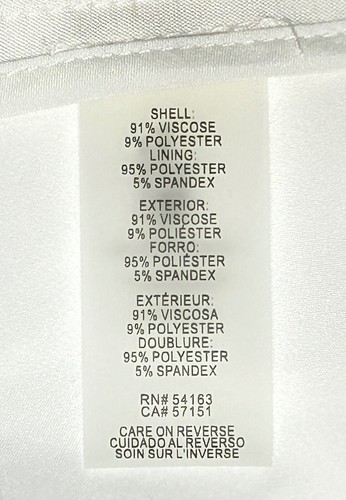 SHELL:
91% VISCOSE
9% POLYESTER
LINING:
95% POLYESTER
5% SPANDEX
EXTERIOR:
91% VISCOSE
9% POLIÉSTER
FORRO:
95% POLIÉSTER
5% SPANDEX
EXTÉRIEUR:
91% VISCOSA
9% POLYESTER
DOUBLURE:
95% POLYESTER
5% SPANDEX
RN# 54163
CA# 57151
CARE ON REVERSE
CUIDADO AL REVERSO
SOIN SUR L'INVERSE